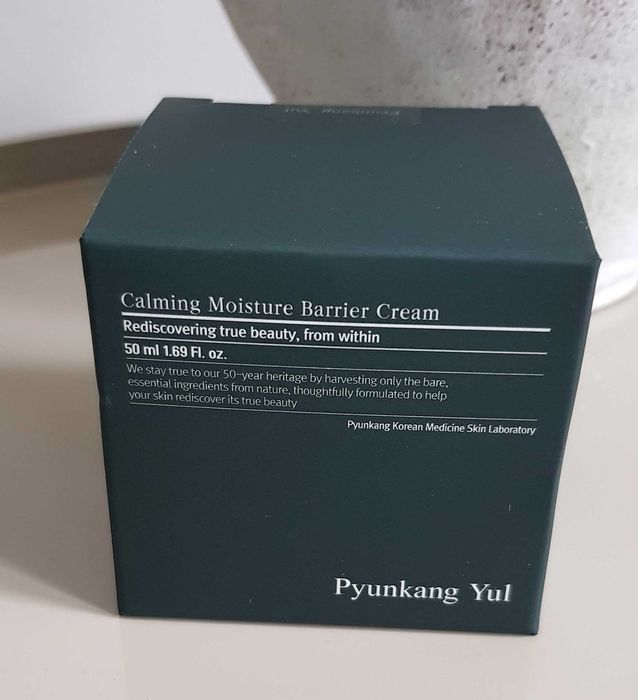 Pyunkang Yul
Calming Moisture Barrier Cream
Rediscovering true beauty, from within
50 ml 1.69 Fl. oz.
We stay true to our 50-year heritage by harvesting only the bare,
essential ingredients from nature, thoughtfully formulated to help
your skin rediscover its true beauty
Pyunkang Korean Medicine Skin Laboratory
Pyunkang Yul